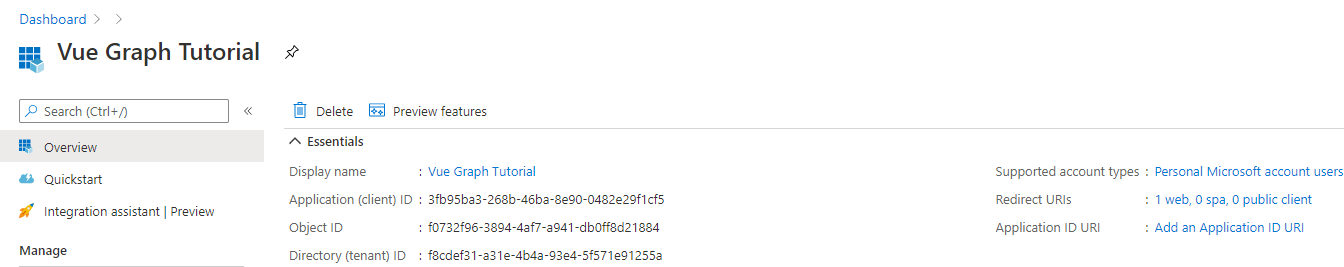 Dashboard > >
Vue Graph Tutorial
Search (Ctrl+/)
«
Delete Preview features
Overview
Quickstart
Integration assistant | Preview
Manage
Essentials
Display name : Vue Graph Tutorial
Application (client) ID : 3fb95ba3-268b-46ba-8e90-0482e29f1cf5
Object ID : f0732f96-3894-4af7-a941-db0ff8d21884
Directory (tenant) ID : f8cdef31-a31e-4b4a-93e4-5f571e91255a
Supported account types : Personal Microsoft account users
Redirect URIs : 1 web, 0 spa, 0 public client
Application ID URI : Add an Application ID URI